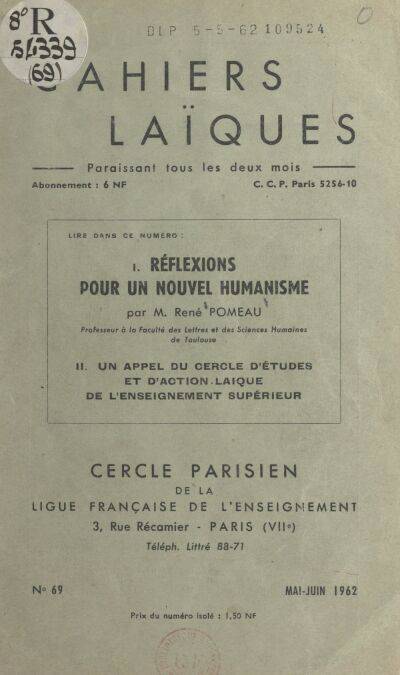 DLP 5-5-62 109524
8° R
54339
(69)
CAHIERS
LAÏQUES
Paraissant tous les deux mois
Abonnement : 6 NF
C. C. P. Paris 5256-10
LIRE DANS CE NUMÉRO :
I. RÉFLEXIONS
POUR UN NOUVEL HUMANISME
par M. René POMEAU
Professeur à la Faculté des Lettres et des Sciences Humaines
de Toulouse
II. UN APPEL DU CERCLE D'ÉTUDES
ET D'ACTION LAIQUE
DE L'ENSEIGNEMENT SUPÉRIEUR
CERCLE PARISIEN
DE LA
LIGUE FRANÇAISE DE L'ENSEIGNEMENT
3, Rue Récamier - PARIS (VIIe)
Téléph. Littré 88-71
No 69
MAI-JUIN 1962
Prix du numéro isolé : 1,50 NF